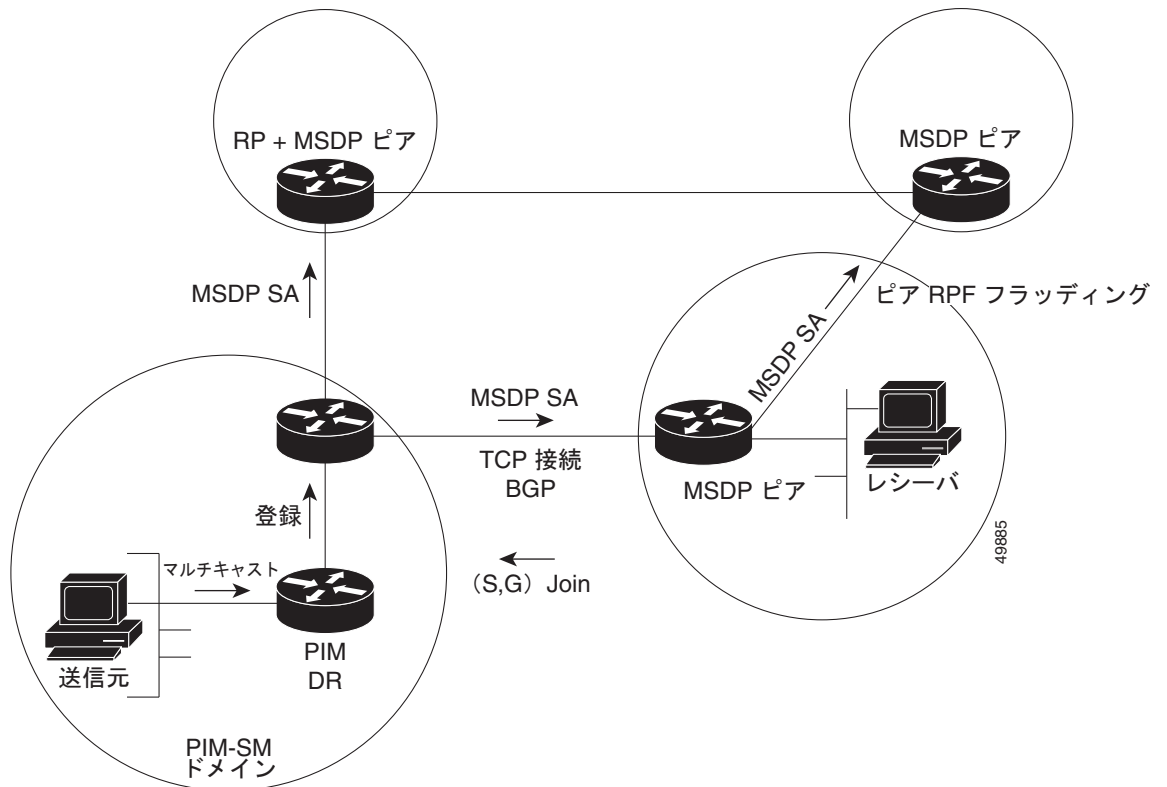 RP + MSDP ピア
MSDP ピア
MSDP SA
ピア RPF フラッディング
MSDP SA
MSDP SA
TCP 接続
BGP
MSDP ピア
レシーバ
登録
(S,G) Join
マルチキャスト
送信元
PIM
DR
PIM-SM
ドメイン
49885